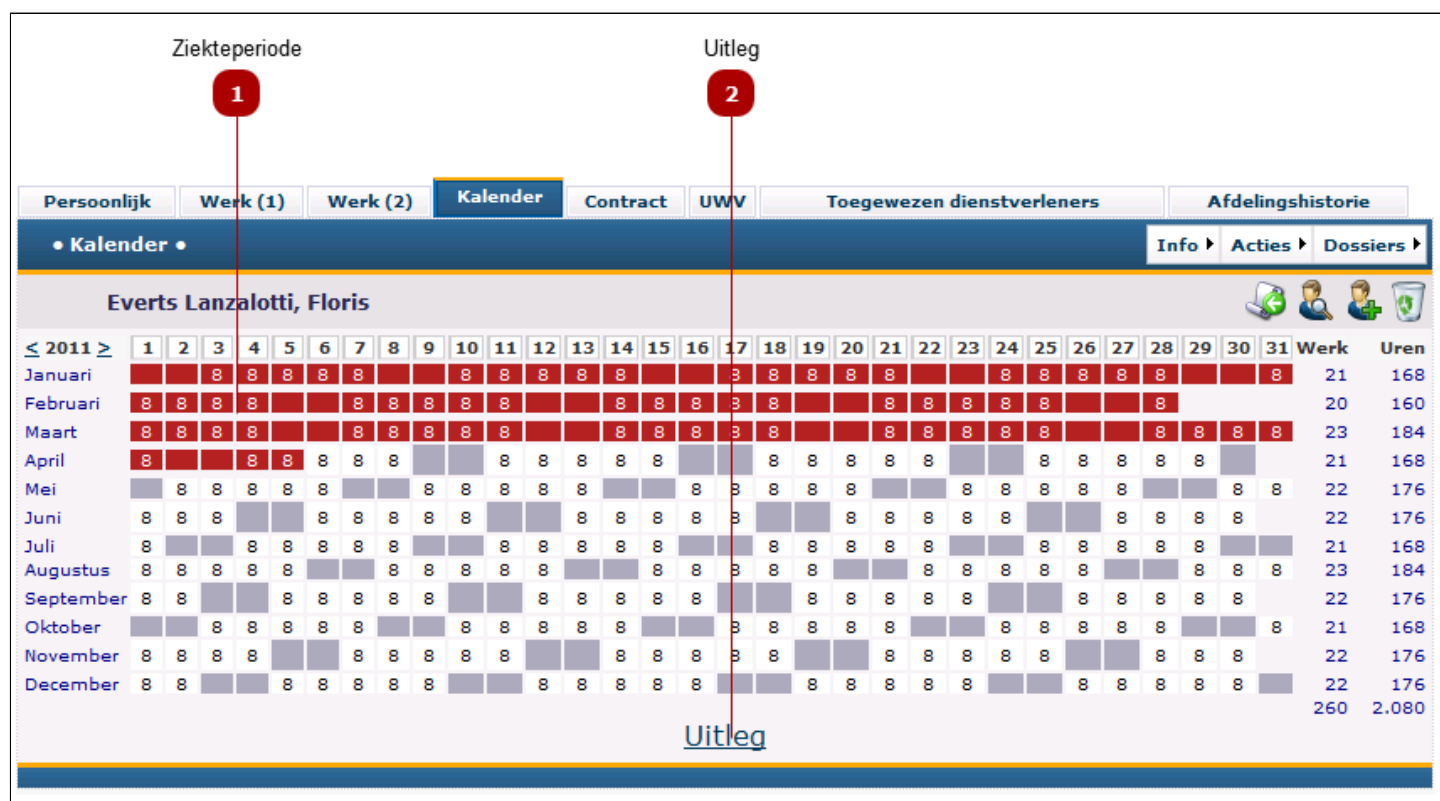 Ziekteperiode Uitleg
1 2
Persoonlijk Werk (1) Werk (2) Kalender Contract UWV Toegewezen dienstverleners Afdelingshistorie
• Kalender • Info Acties Dossiers
Everts Lanzalotti, Floris
< 2011 > 1 2 3 4 5 6 7 8 9 10 11 12 13 14 15 16 17 18 19 20 21 22 23 24 25 26 27 28 29 30 31 Werk Uren
Januari 8 8 8 8 8 8 8 8 8 8 8 8 8 8 8 8 8 8 8 8 8 21 168
Februari 8 8 8 8 8 8 8 8 8 8 8 8 8 8 8 8 8 8 8 8 20 160
Maart 8 8 8 8 8 8 8 8 8 8 8 8 8 8 8 8 8 8 8 8 8 8 8 23 184
April 8 8 8 8 8 8 8 8 8 8 8 8 8 8 8 8 8 8 8 8 8 21 168
Mei 8 8 8 8 8 8 8 8 8 8 8 8 8 8 8 8 8 8 8 8 8 8 22 176
Juni 8 8 8 8 8 8 8 8 8 8 8 8 8 8 8 8 8 8 8 8 8 8 22 176
Juli 8 8 8 8 8 8 8 8 8 8 8 8 8 8 8 8 8 8 8 8 8 21 168
Augustus 8 8 8 8 8 8 8 8 8 8 8 8 8 8 8 8 8 8 8 8 8 8 8 23 184
September 8 8 8 8 8 8 8 8 8 8 8 8 8 8 8 8 8 8 8 8 8 8 22 176
Oktober 8 8 8 8 8 8 8 8 8 8 8 8 8 8 8 8 8 8 8 8 8 21 168
November 8 8 8 8 8 8 8 8 8 8 8 8 8 8 8 8 8 8 8 8 8 8 22 176
December 8 8 8 8 8 8 8 8 8 8 8 8 8 8 8 8 8 8 8 8 8 8 22 176
260 2.080
Uitleg